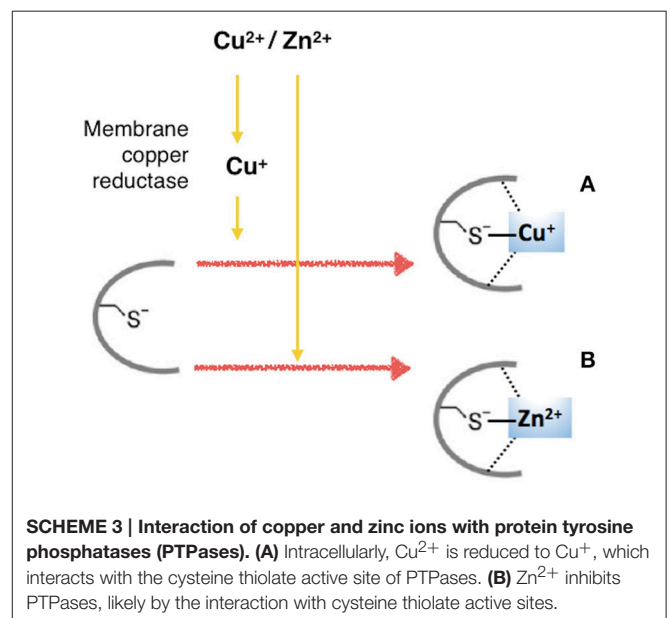 Cu²⁺ / Zn²⁺
Membrane
copper
reductase
Cu⁺
A
S⁻
Cu⁺
S⁻
B
S⁻
Zn²⁺
SCHEME 3 | Interaction of copper and zinc ions with protein tyrosine
phosphatases (PTPases). (A) Intracellularly, Cu²⁺ is reduced to Cu⁺, which
interacts with the cysteine thiolate active site of PTPases. (B) Zn²⁺ inhibits
PTPases, likely by the interaction with cysteine thiolate active sites.